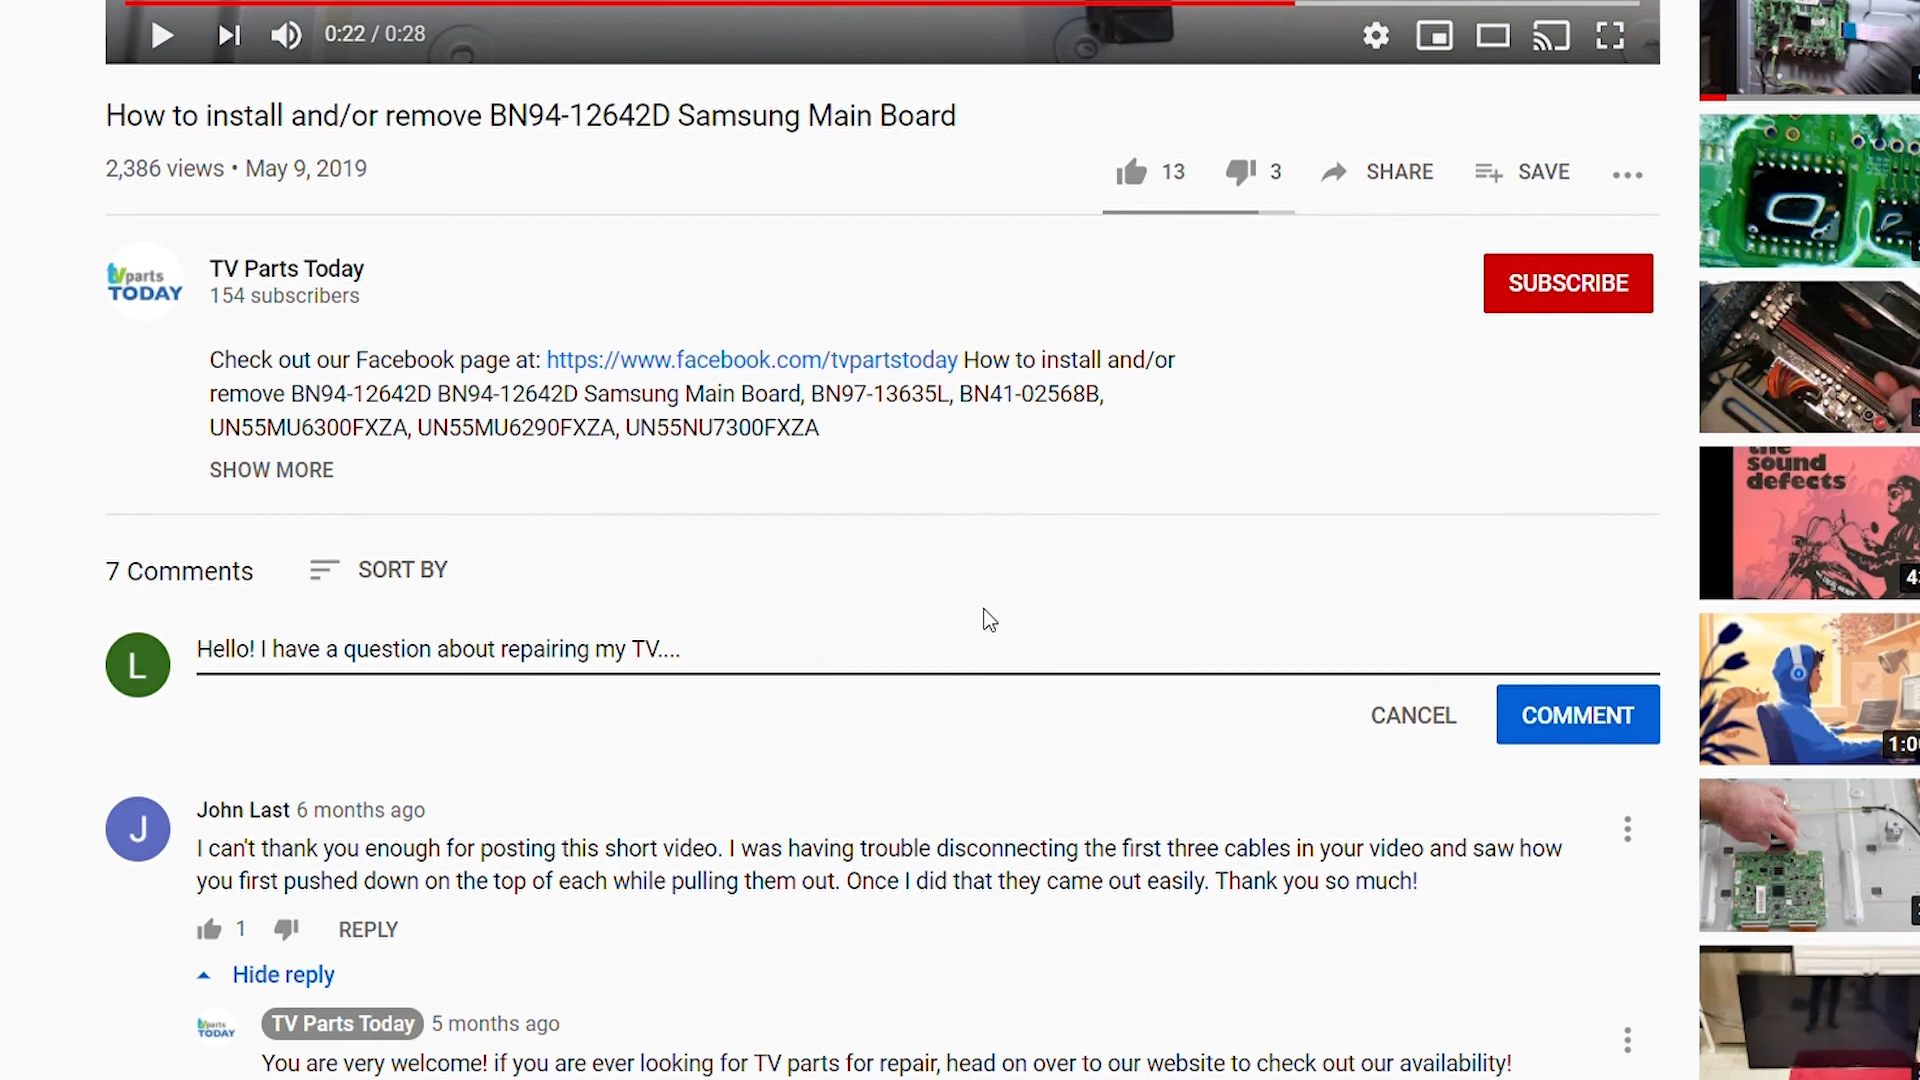 0:22 / 0:28
How to install and/or remove BN94-12642D Samsung Main Board
2,386 views • May 9, 2019
13
3
SHARE
SAVE
tvparts
TODAY
TV Parts Today
154 subscribers
SUBSCRIBE
Check out our Facebook page at: https://www.facebook.com/tvpartstoday How to install and/or
remove BN94-12642D BN94-12642D Samsung Main Board, BN97-13635L, BN41-02568B,
UN55MU6300FXZA, UN55MU6290FXZA, UN55NU7300FXZA
SHOW MORE
7 Comments
SORT BY
L
Hello! I have a question about repairing my TV....
CANCEL
COMMENT
J
John Last 6 months ago
I can't thank you enough for posting this short video. I was having trouble disconnecting the first three cables in your video and saw how
you first pushed down on the top of each while pulling them out. Once I did that they came out easily. Thank you so much!
1
REPLY
Hide reply
tvparts
TODAY
TV Parts Today 5 months ago
You are very welcome! if you are ever looking for TV parts for repair, head on over to our website to check out our availability!
the
sound
defects